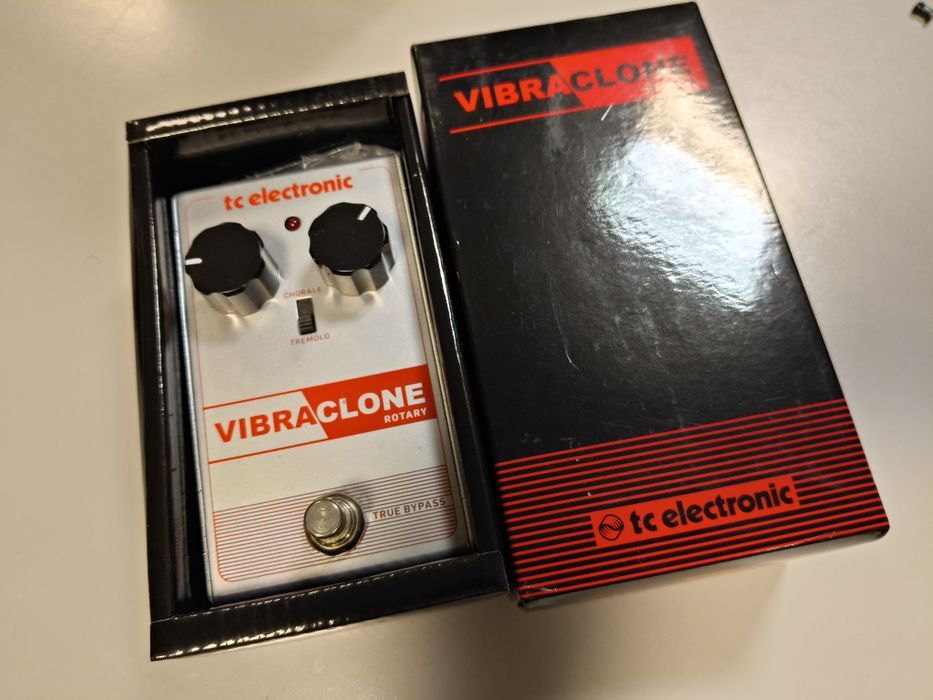 tc electronic
CHORALE
TREMOLO
VIBRACLONE
ROTARY
TRUE BYPASS
VIBRACLONE
tc electronic